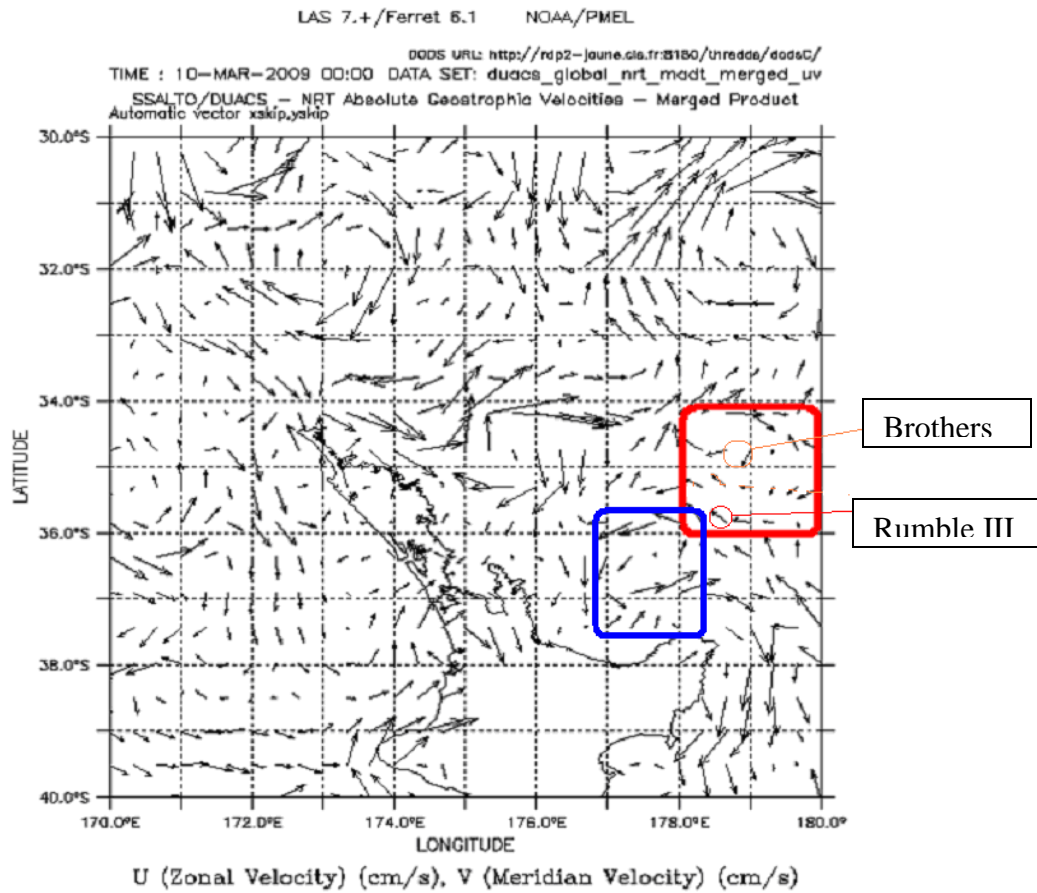 LAS 7.+/Ferret 6.1 NOAA/PMEL
DODS URL: http://rdp2-jaune.cls.fr:8180/thredds/dodsC/
TIME : 10-MAR-2009 00:00 DATA SET: duacs_global_nrt_madt_merged_uv
SSALTO/DUACS - NRT Absolute Geostrophic Velocities - Merged Product
Automatic vector xskip,yskip
30.0°S
32.0°S
34.0°S
Brothers
LATITUDE
Rumble III
36.0°S
38.0°S
40.0°S
170.0°E 172.0°E 174.0°E 176.0°E 178.0°E 180.0°
LONGITUDE
U (Zonal Velocity) (cm/s), V (Meridian Velocity) (cm/s)